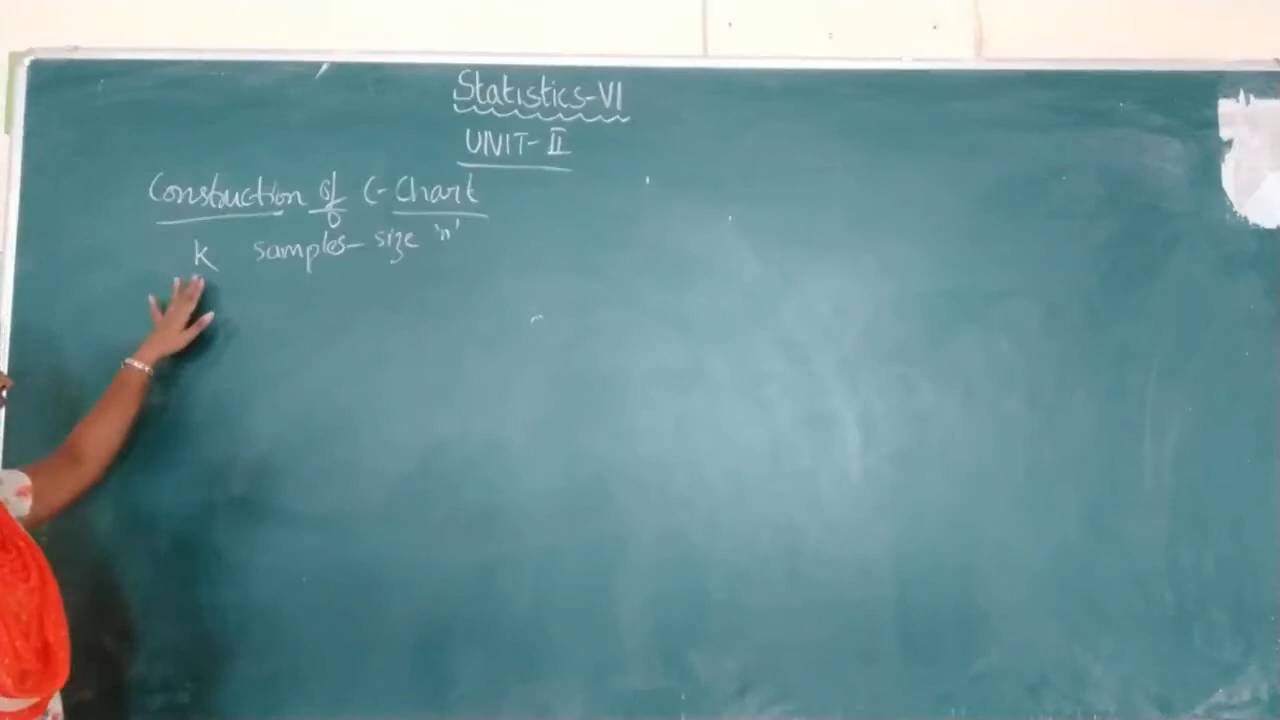 Statistics-VI
UNIT-II
Construction of C-Chart
K samples- size 'n'